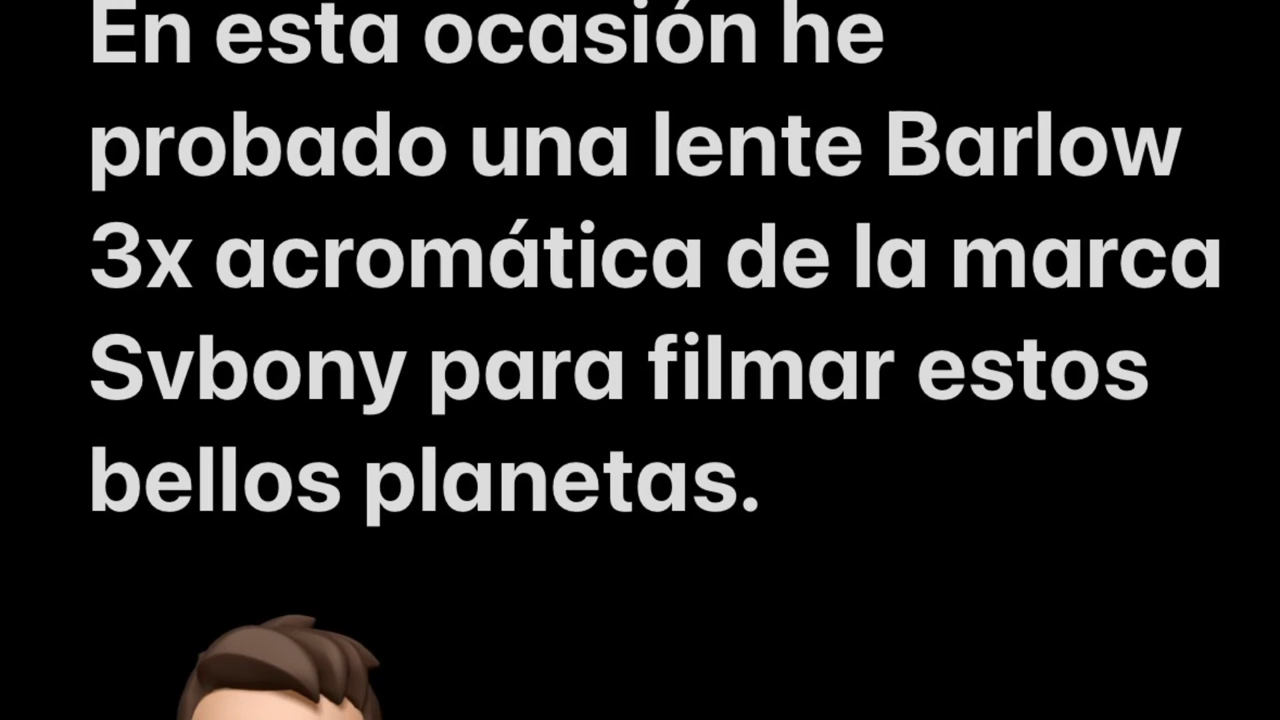 En esta ocasión he
probado una lente Barlow
3x acromática de la marca
Svbony para filmar estos
bellos planetas.